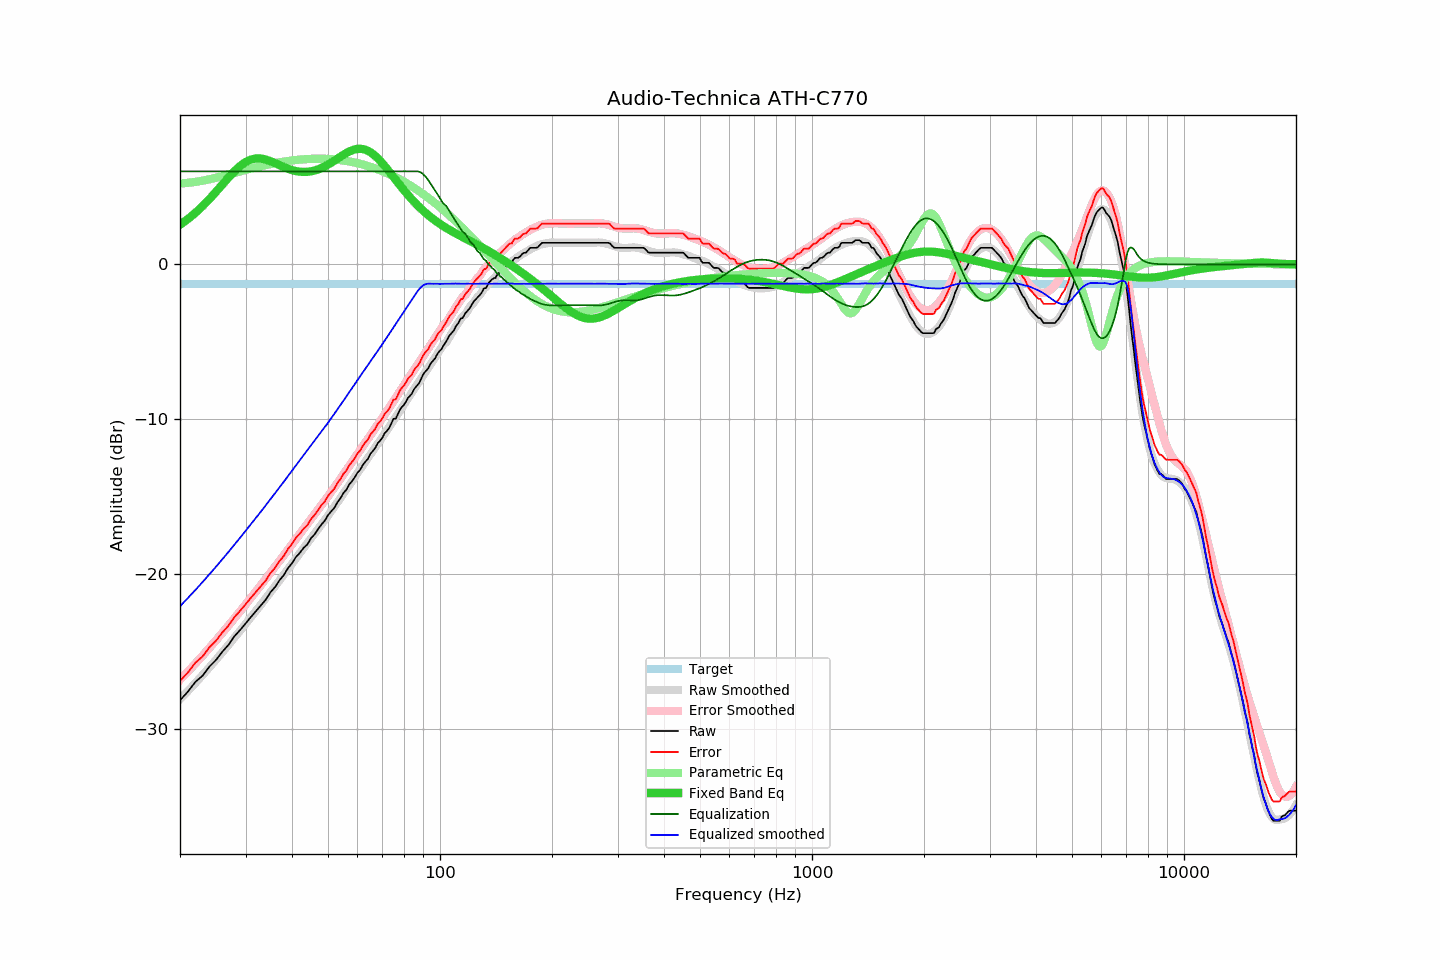 Audio-Technica ATH-C770
0
−10
−20
−30
Amplitude (dBr)
Target
Raw Smoothed
Error Smoothed
Raw
Error
Parametric Eq
Fixed Band Eq
Equalization
Equalized smoothed
100
1000
10000
Frequency (Hz)